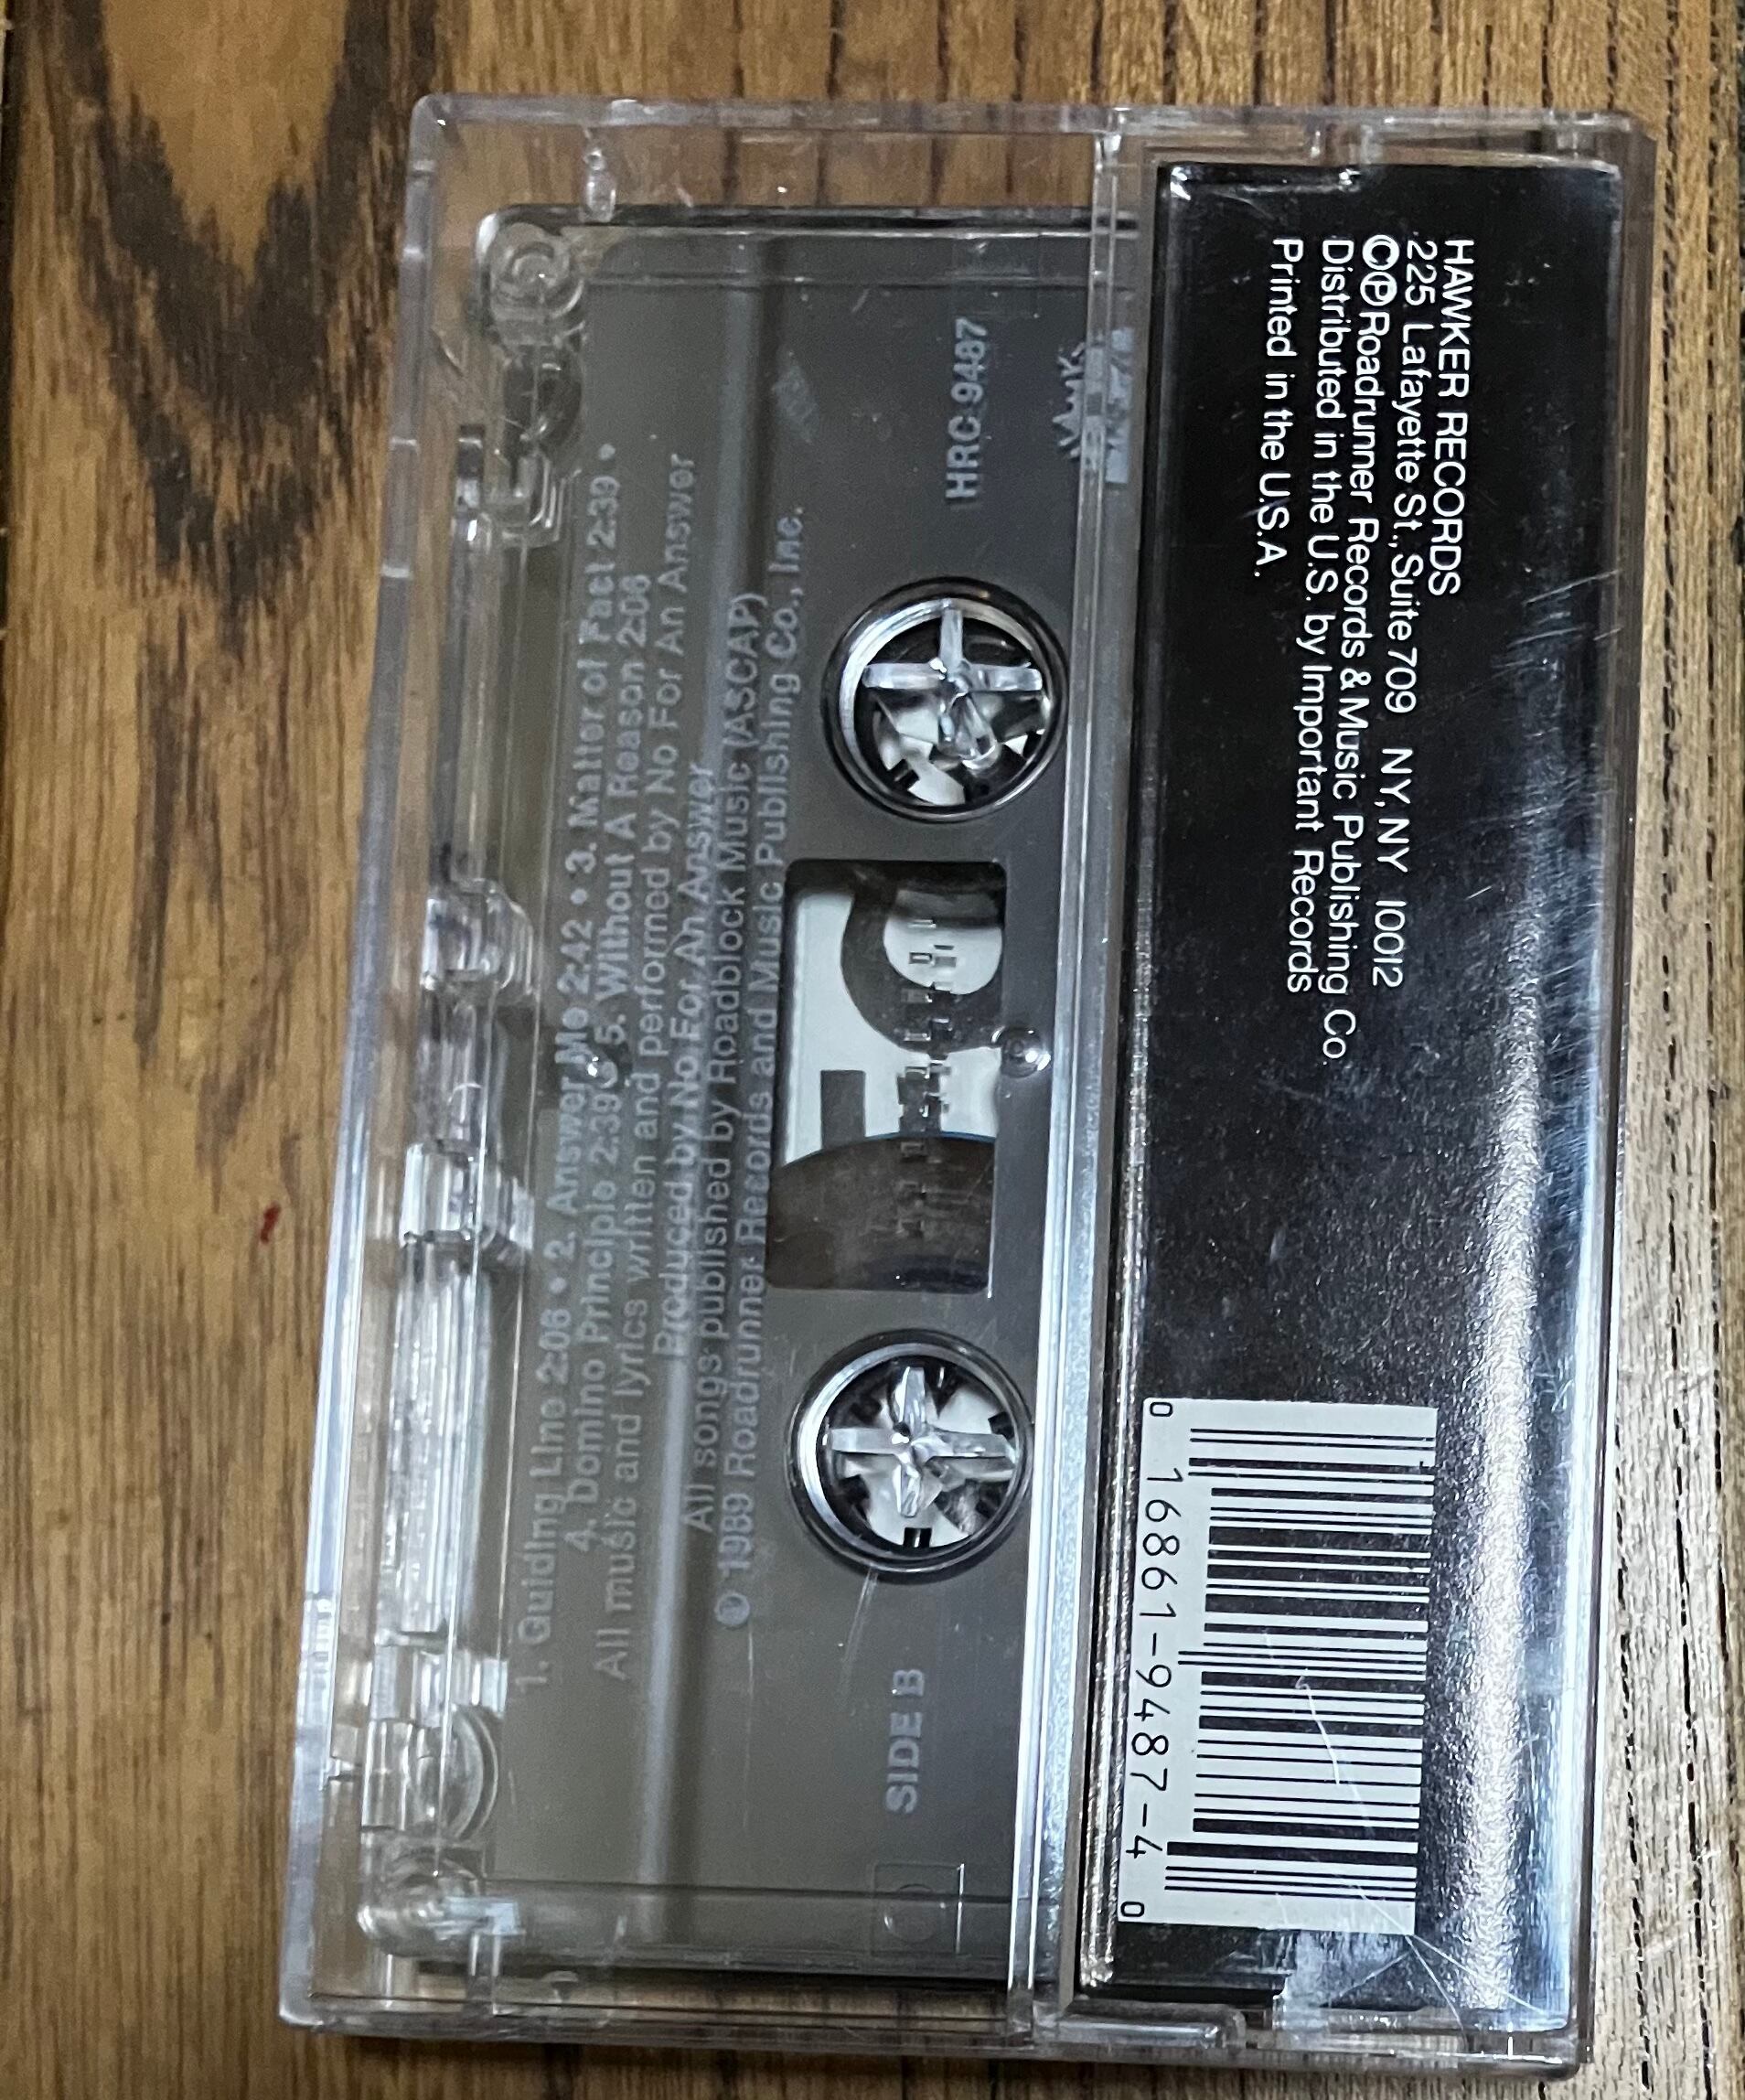 HAWKER RECORDS
225 Lafayette St., Suite 709 NY, NY 10012
©℗ Roadrunner Records & Music Publishing Co.
Distributed in the U.S. by Important Records
Printed in the U.S.A.
0 16861-9487-4 0
HRC 9487
SIDE B
1. Guiding Line 2:06 • 2. Answer Me 2:42 • 3. Matter of Fact 2:39 •
4. Domino Principle 2:39 • 5. Without A Reason 2:06
All music and lyrics written and performed by No For An Answer
Produced by No For An Answer
All songs published by Roadblock Music (ASCAP)
℗ 1989 Roadrunner Records and Music Publishing Co., Inc.